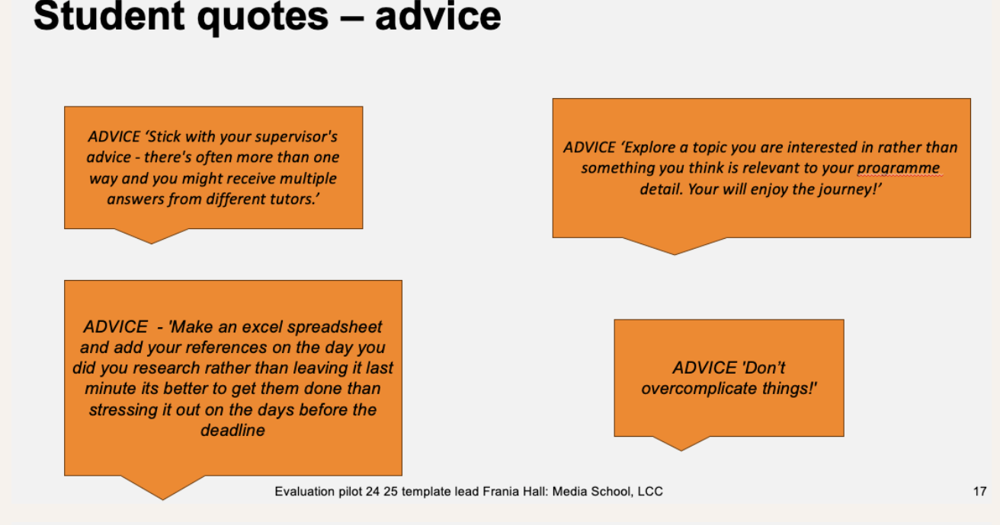 Student quotes – advice
ADVICE ‘Stick with your supervisor's
advice - there's often more than one
way and you might receive multiple
answers from different tutors.’
ADVICE ‘Explore a topic you are interested in rather than
something you think is relevant to your programme
detail. Your will enjoy the journey!’
ADVICE  - 'Make an excel spreadsheet
and add your references on the day you
did you research rather than leaving it last
minute its better to get them done than
stressing it out on the days before the
deadline
ADVICE 'Don’t
overcomplicate things!'
Evaluation pilot 24 25 template lead Frania Hall: Media School, LCC
17